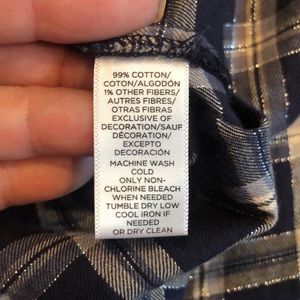 99% COTTON/
COTON/ALGODÓN
1% OTHER FIBERS/
AUTRES FIBRES/
OTRAS FIBRAS
EXCLUSIVE OF
DECORATION/SAUF
DÉCORATION/
EXCEPTO
DECORACIÓN
MACHINE WASH
COLD
ONLY NON-
CHLORINE BLEACH
WHEN NEEDED
TUMBLE DRY LOW
COOL IRON IF
NEEDED
OR DRY CLEAN